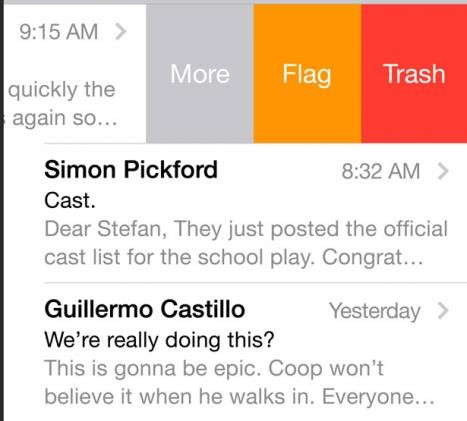 9:15 AM
More Flag Trash
quickly the
again so...
Simon Pickford 8:32 AM
Cast.
Dear Stefan, They just posted the official
cast list for the school play. Congrat...
Guillermo Castillo Yesterday
We're really doing this?
This is gonna be epic. Coop won't
believe it when he walks in. Everyone...